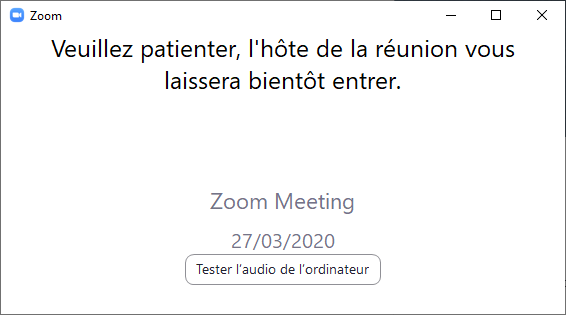 Zoom
Veuillez patienter, l'hôte de la réunion vous
laissera bientôt entrer.
Zoom Meeting
27/03/2020
Tester l’audio de l’ordinateur